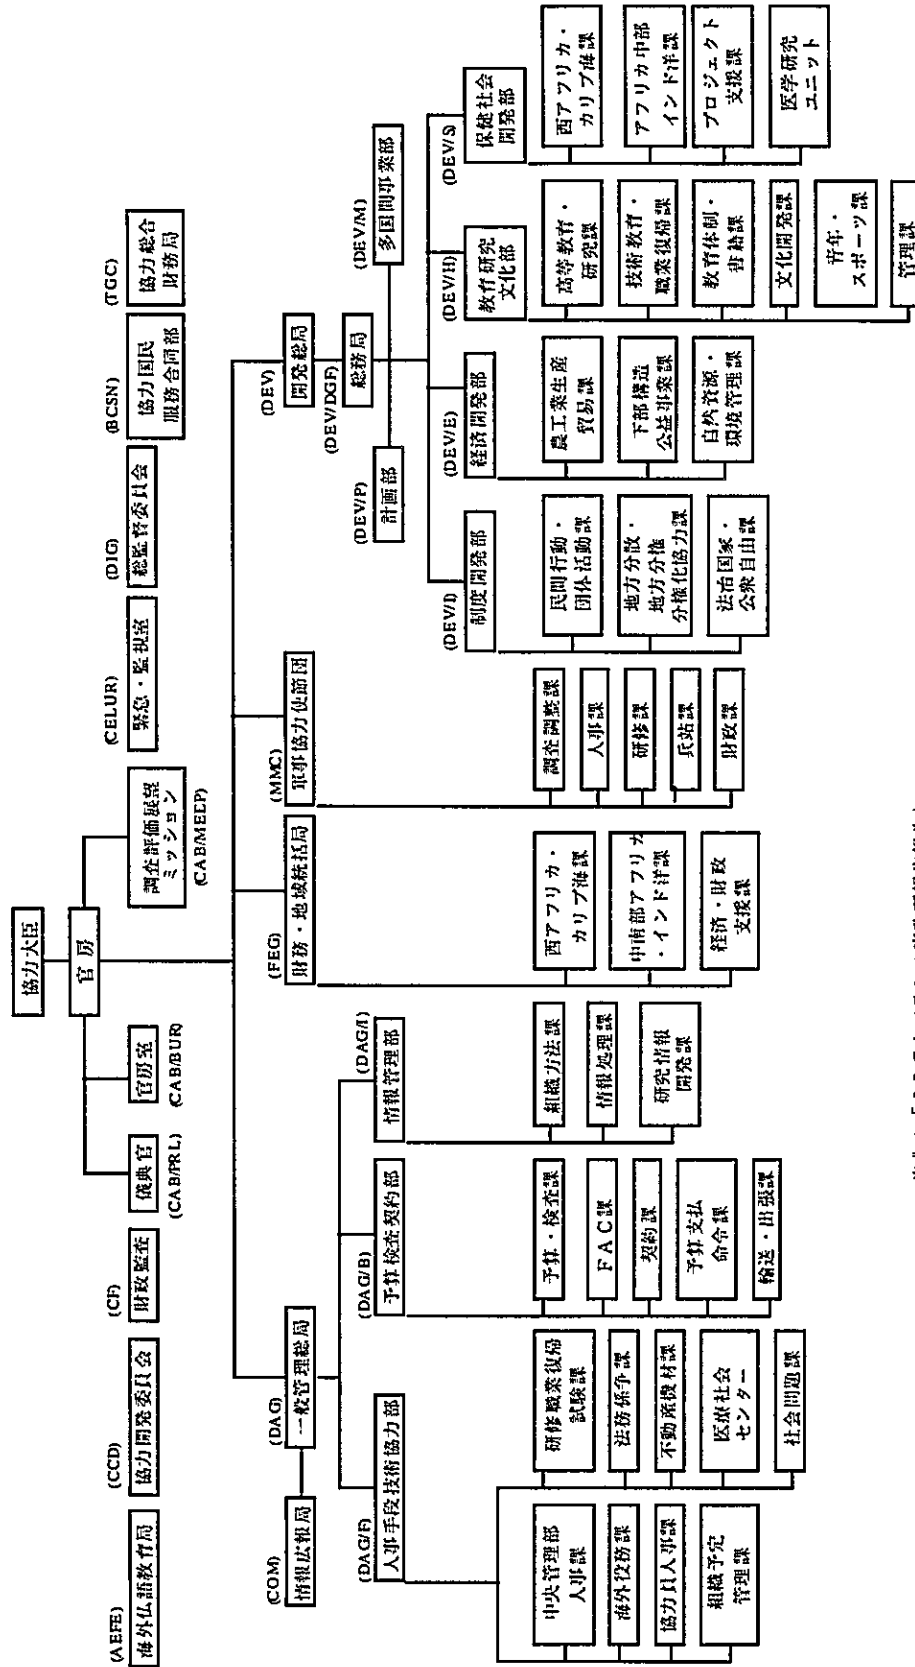 協力大臣
官房
儀典官
(CAB/PRL)
官房室
(CAB/BUR)
調査評価展望
ミッション
(CAB/MEEP)
(AEFE)
海外仏語教育局
(CCD)
協力開発委員会
(CF)
財政監査
(CELUR)
緊急・監視室
(DIG)
総監督委員会
(BCSN)
協力国民
服務合同部
(TGC)
協力総合
財務局
(COM)
情報広報局
(DAG)
一般管理総局
(FEG)
財務・地域統括局
(MMC)
軍事協力使節団
(DEV)
開発総局
(DEV/DGF)
総務局
(DEV/P)
計画部
(DEV/M)
多国間事業部
(DAG/F)
人事手段技術協力部
(DAG/B)
予算検査契約部
(DAG/I)
情報管理部
(DEV/I)
制度開発部
(DEV/E)
経済開発部
(DEV/H)
教育研究
文化部
(DEV/S)
保健社会
開発部
中央管理部
人事課
海外役務課
協力員人事課
組織予定
管理課
研修職業復帰
試験課
法務係争課
不動産機材課
医療社会
センター
社会問題課
予算・検査課
FAC課
契約課
予算支払
命令課
輸送・出張課
組織方法課
情報処理課
研究情報
開発課
西アフリカ・
カリブ海課
中南部アフリカ
・インド洋課
経済・財政
支援課
調査調整課
人事課
研修課
兵站課
財政課
民間行動・
団体活動課
地方分散・
地方分権
分権化協力課
法治国家・
公衆自由課
農工業生産
貿易課
下部構造
公益事業課
自然資源・
環境管理課
高等教育・
研究課
技術教育・
職業復帰課
教育体制・
書籍課
文化開発課
青年・
スポーツ課
管理課
西アフリカ・
カリブ海課
アフリカ中部
インド洋課
プロジェクト
支援課
医学研究
ユニット